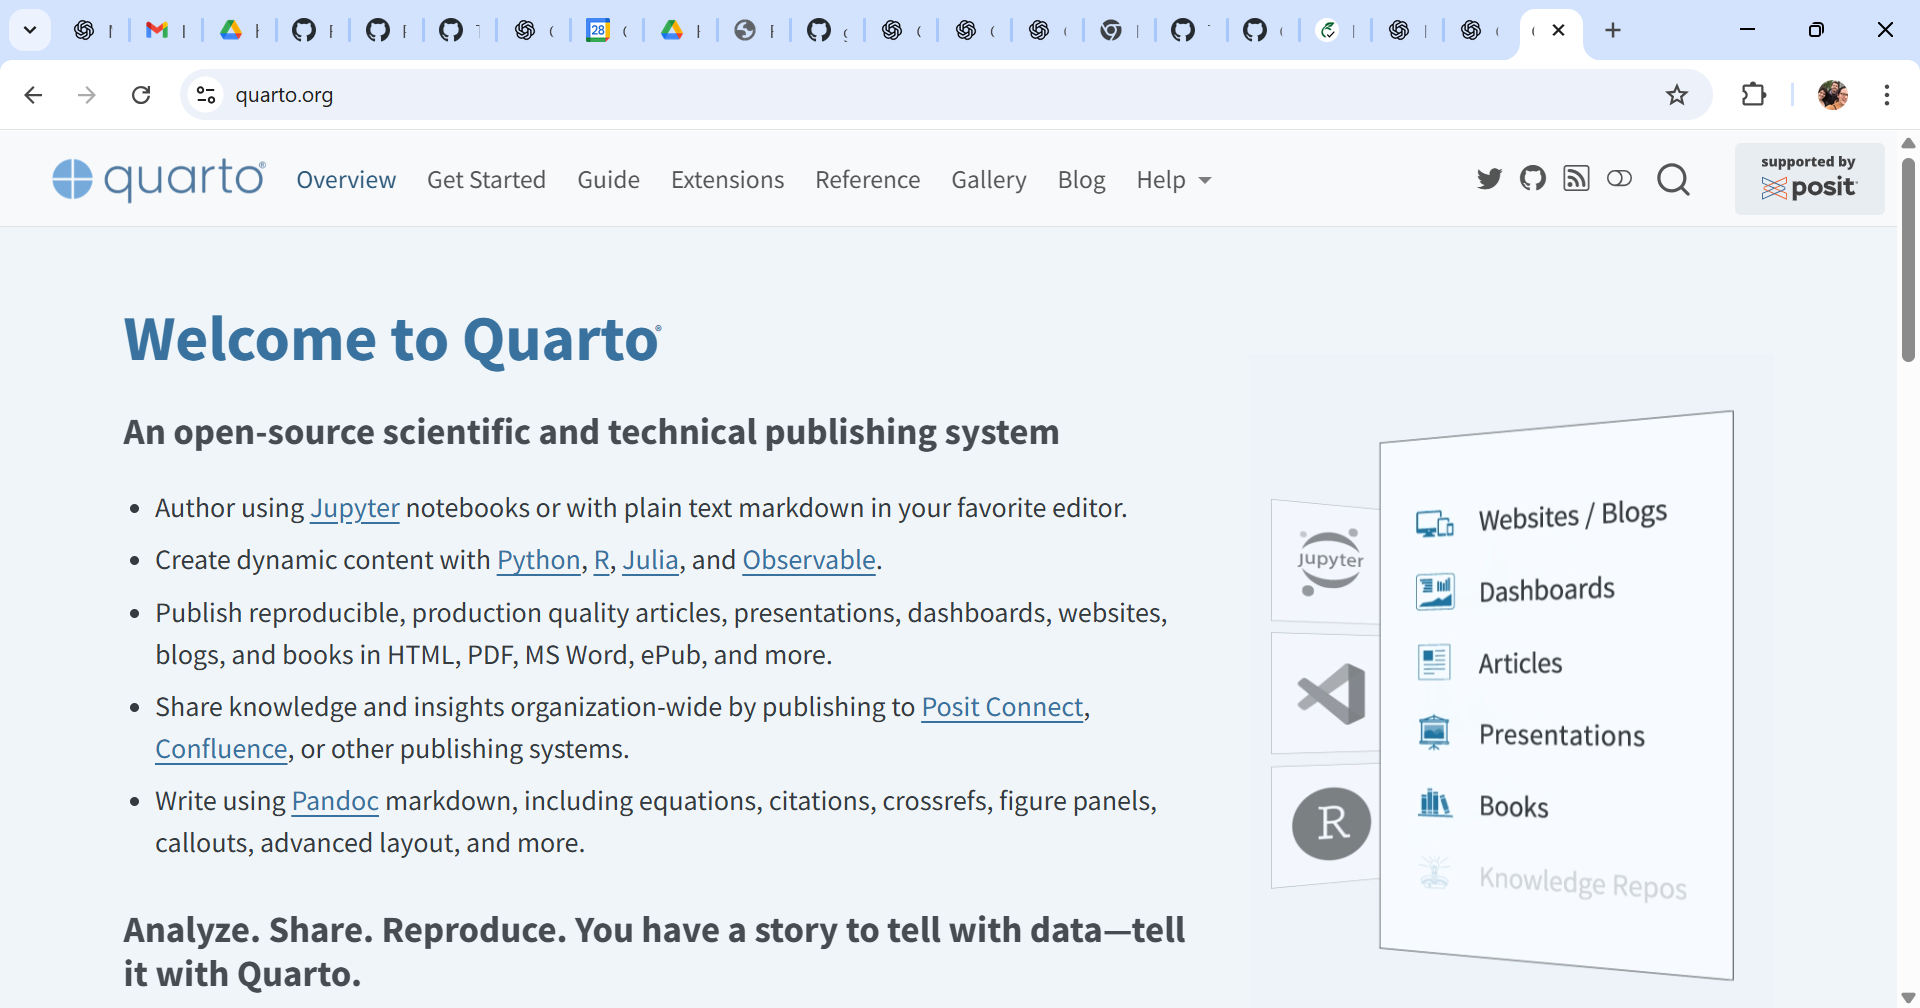 28
quarto.org
quarto®
Overview
Get Started
Guide
Extensions
Reference
Gallery
Blog
Help
supported by
posit
Welcome to Quarto®
An open-source scientific and technical publishing system
• Author using Jupyter notebooks or with plain text markdown in your favorite editor.
• Create dynamic content with Python, R, Julia, and Observable.
• Publish reproducible, production quality articles, presentations, dashboards, websites,
blogs, and books in HTML, PDF, MS Word, ePub, and more.
• Share knowledge and insights organization-wide by publishing to Posit Connect,
Confluence, or other publishing systems.
• Write using Pandoc markdown, including equations, citations, crossrefs, figure panels,
callouts, advanced layout, and more.
Analyze. Share. Reproduce. You have a story to tell with data—tell
it with Quarto.
Jupyter
R
Websites / Blogs
Dashboards
Articles
Presentations
Books
Knowledge Repos